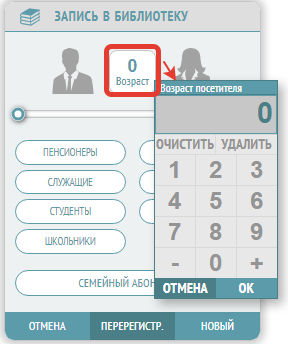 ЗАПИСЬ В БИБЛИОТЕКУ
0
Возраст
Возраст посетителя
0
ОЧИСТИТЬ УДАЛИТЬ
1 2 3
4 5 6
7 8 9
- 0 +
ОТМЕНА OK
ПЕНСИОНЕРЫ
СЛУЖАЩИЕ
СТУДЕНТЫ
ШКОЛЬНИКИ
СЕМЕЙНЫЙ АБОН
ОТМЕНА ПЕРЕРЕГИСТР. НОВЫЙ